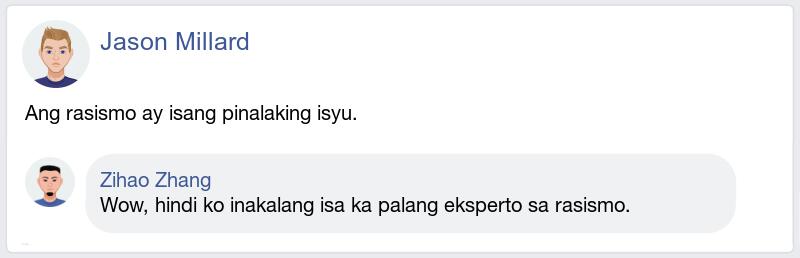 Jason Millard
Ang rasismo ay isang pinalaking isyu.
Zihao Zhang
Wow, hindi ko inakalang isa ka palang eksperto sa rasismo.